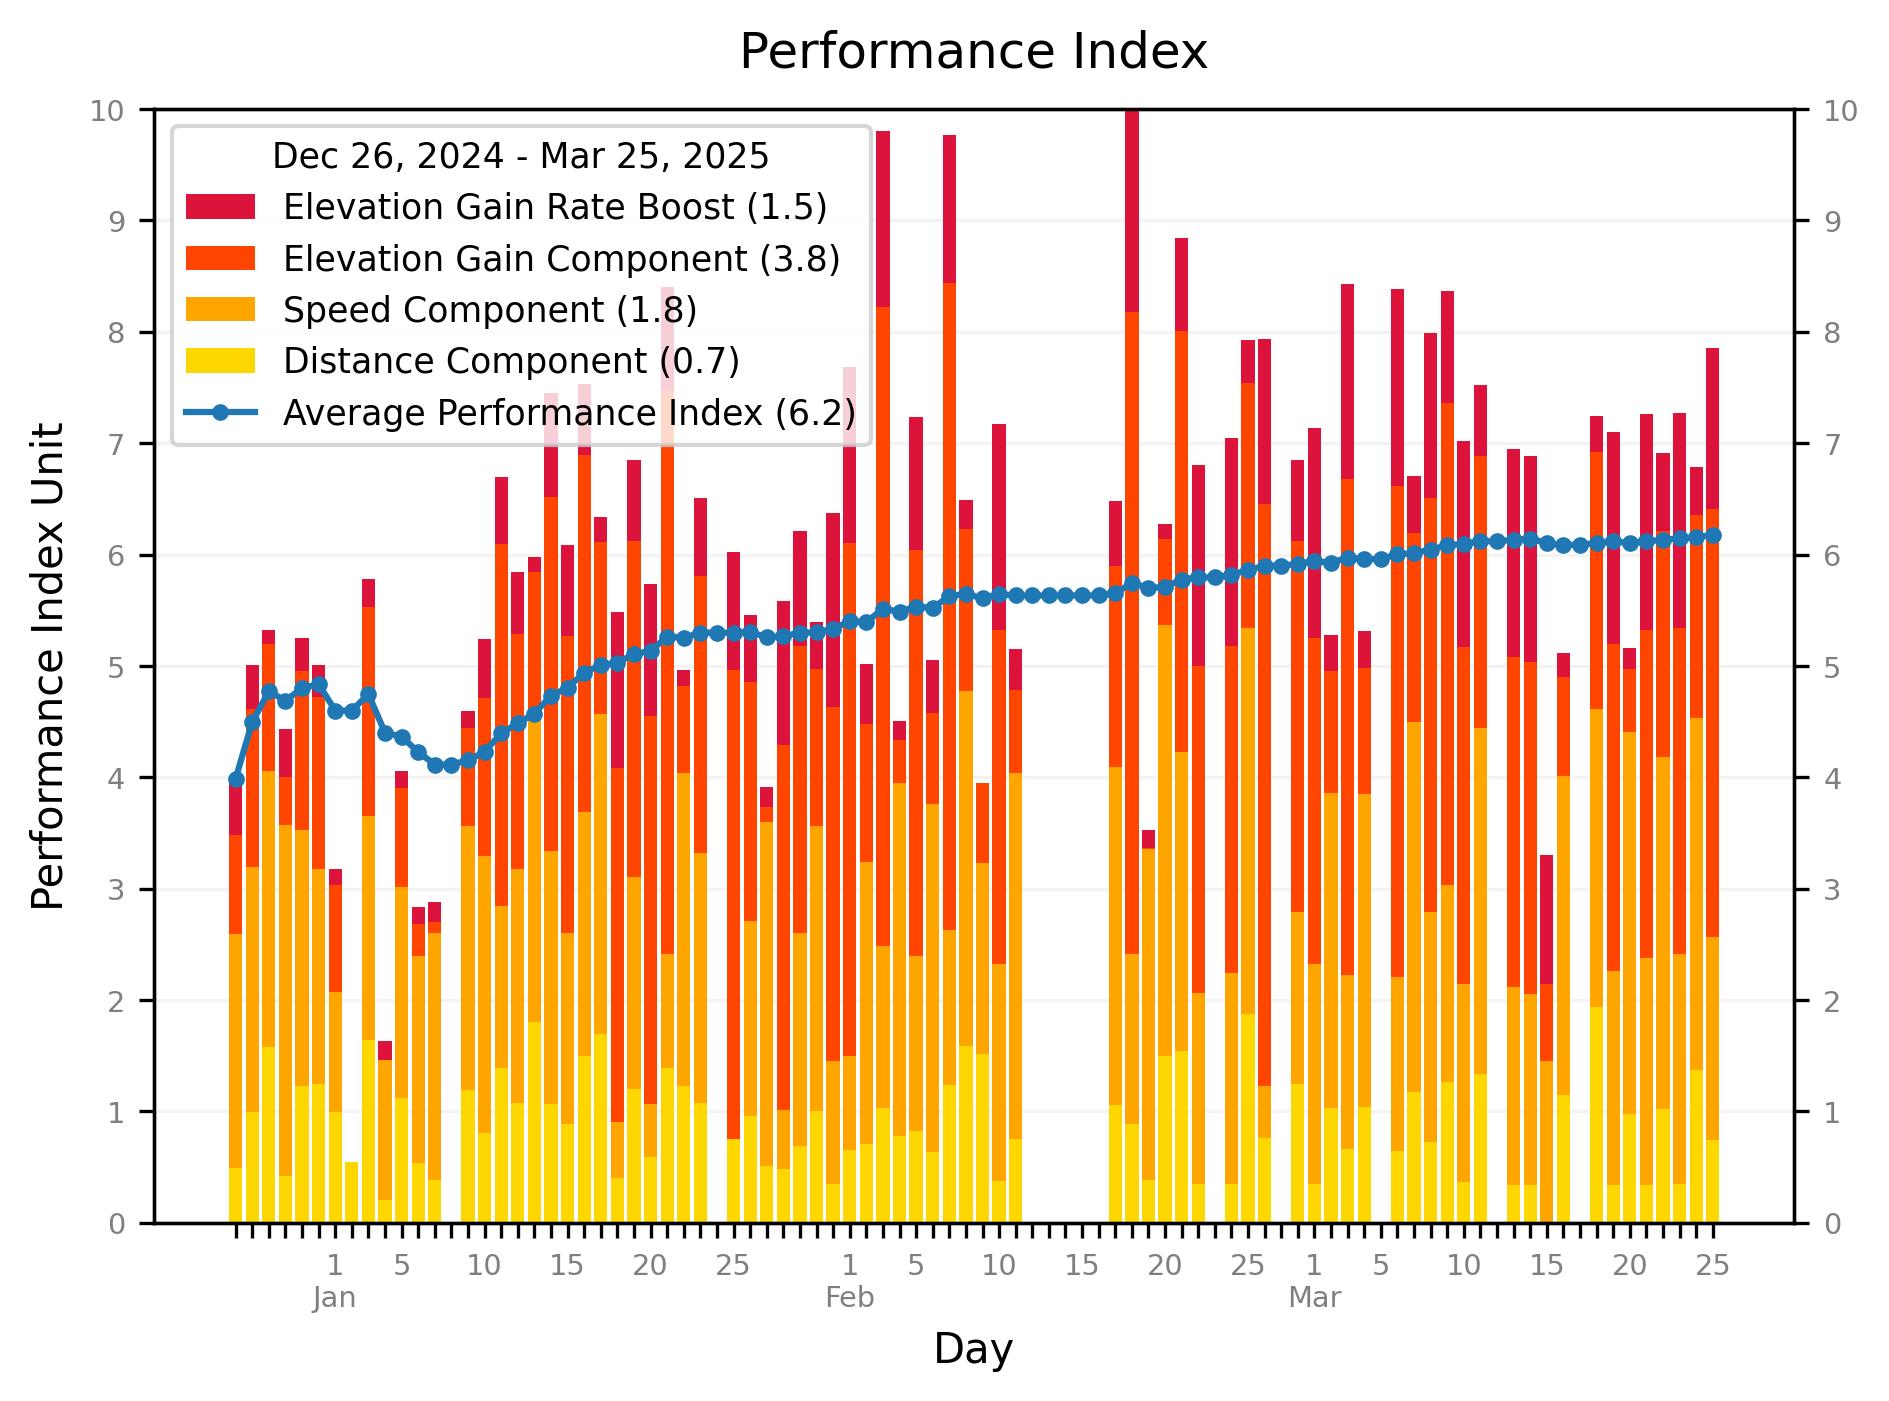 Performance Index
Dec 26, 2024 - Mar 25, 2025
Elevation Gain Rate Boost (1.5)
Elevation Gain Component (3.8)
Speed Component (1.8)
Distance Component (0.7)
Average Performance Index (6.2)
Performance Index Unit
10
9
8
7
6
5
4
3
2
1
0
10
9
8
7
6
5
4
3
2
1
0
1 5 10 15 20 25 1 5 10 15 20 25 1 5 10 15 20 25
Jan Feb Mar
Day